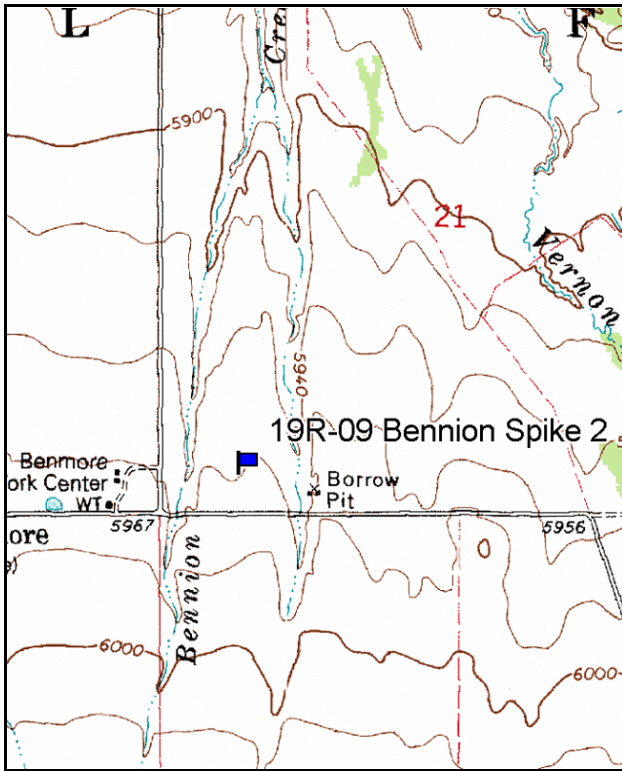 L
Cre
F
5900
21
Vernon
5940
19R-09 Bennion Spike 2
Benmore
ork Center
WT
Borrow
Pit
5967
5956
ore
Bennion
6000
6000